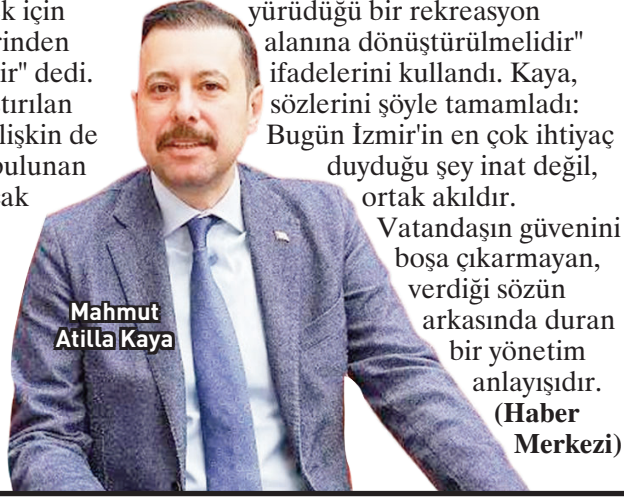 k için
rinden
ir" dedi.
tırılan
lişkin de
bulunan
ak
yürüdüğü bir rekreasyon
alanına dönüştürülmelidir"
ifadelerini kullandı. Kaya,
sözlerini şöyle tamamladı:
Bugün İzmir'in en çok ihtiyaç
duyduğu şey inat değil,
ortak akıldır.
Vatandaşın güvenini
boşa çıkarmayan,
verdiği sözün
arkasında duran
bir yönetim
anlayışıdır.
(Haber
Merkezi)
Mahmut
Atilla Kaya